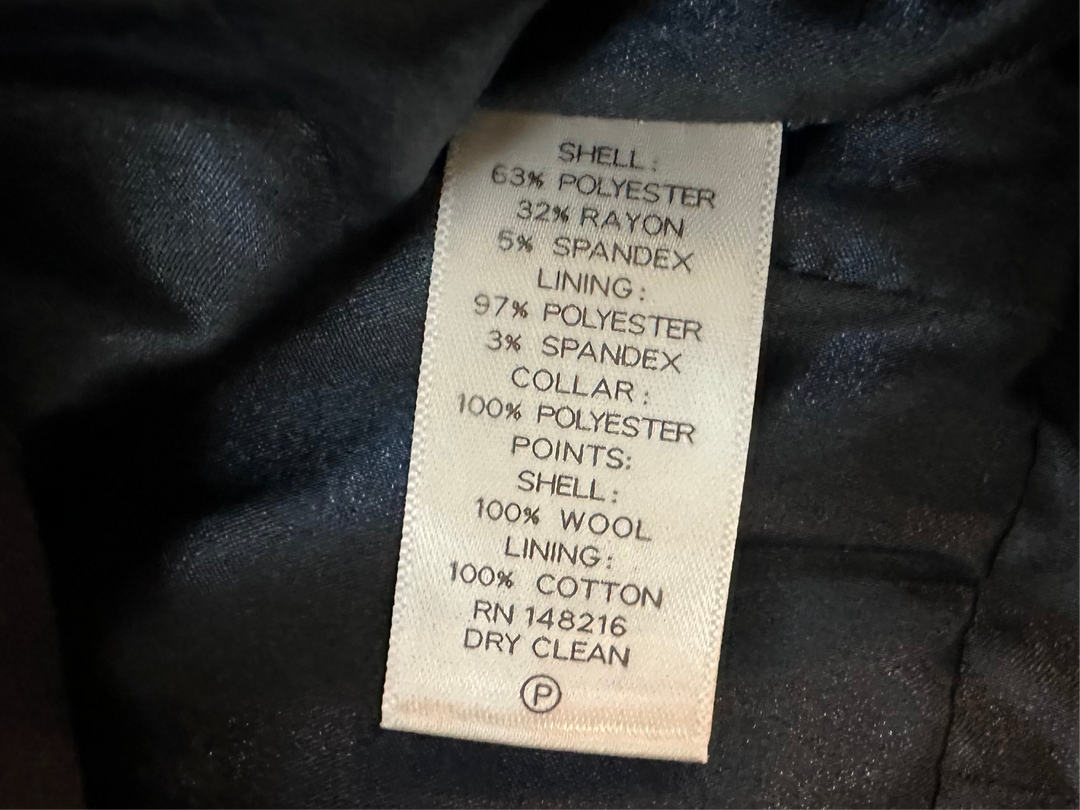 SHELL:
63% POLYESTER
32% RAYON
5% SPANDEX
LINING:
97% POLYESTER
3% SPANDEX
COLLAR:
100% POLYESTER
POINTS:
SHELL:
100% WOOL
LINING:
100% COTTON
RN 148216
DRY CLEAN
P